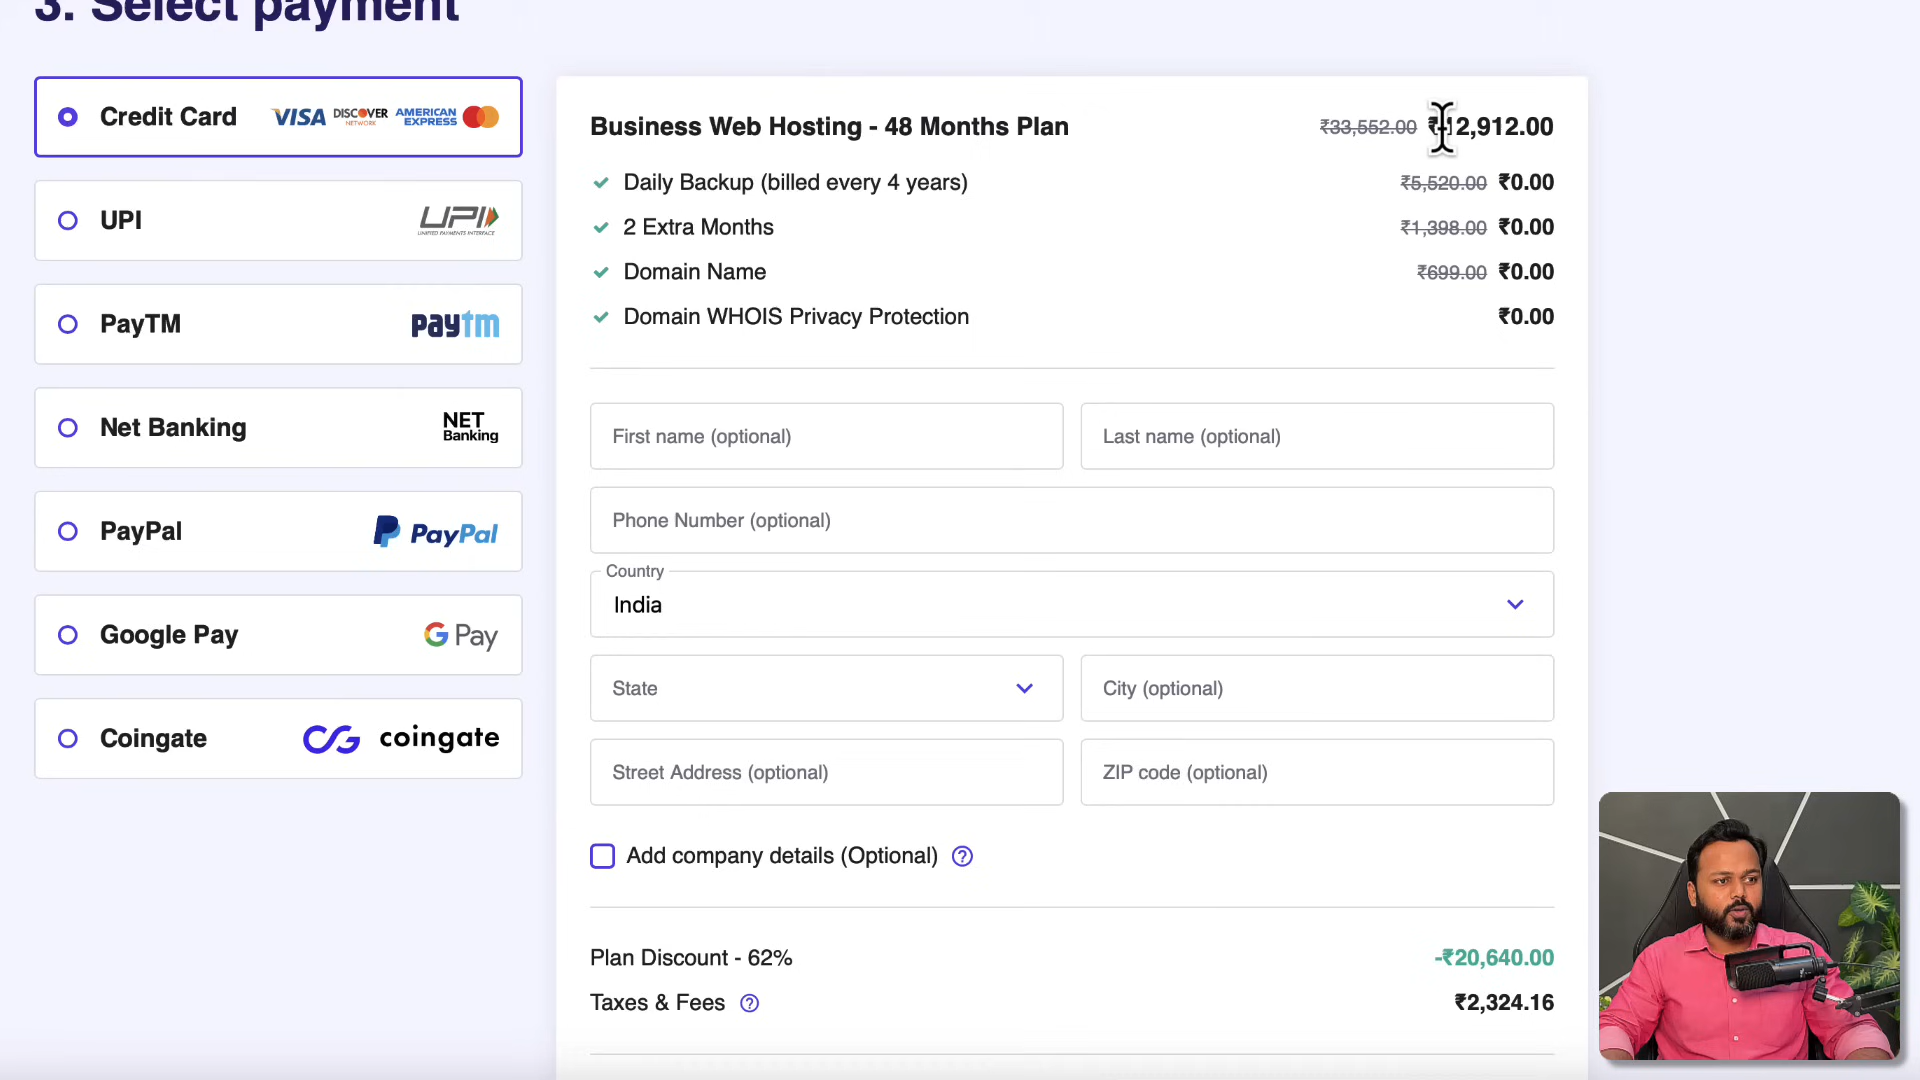 3. Select payment
Credit Card VISA DISCOVER NETWORK AMERICAN EXPRESS
UPI UPI UNIFIED PAYMENTS INTERFACE
PayTM paytm
Net Banking NET Banking
PayPal PayPal
Google Pay G Pay
Coingate coingate
Business Web Hosting - 48 Months Plan ₹33,552.00 ₹12,912.00
Daily Backup (billed every 4 years) ₹5,520.00 ₹0.00
2 Extra Months ₹1,398.00 ₹0.00
Domain Name ₹699.00 ₹0.00
Domain WHOIS Privacy Protection ₹0.00
First name (optional) Last name (optional)
Phone Number (optional)
Country
India
State City (optional)
Street Address (optional) ZIP code (optional)
Add company details (Optional) ?
Plan Discount - 62% -₹20,640.00
Taxes & Fees ? ₹2,324.16